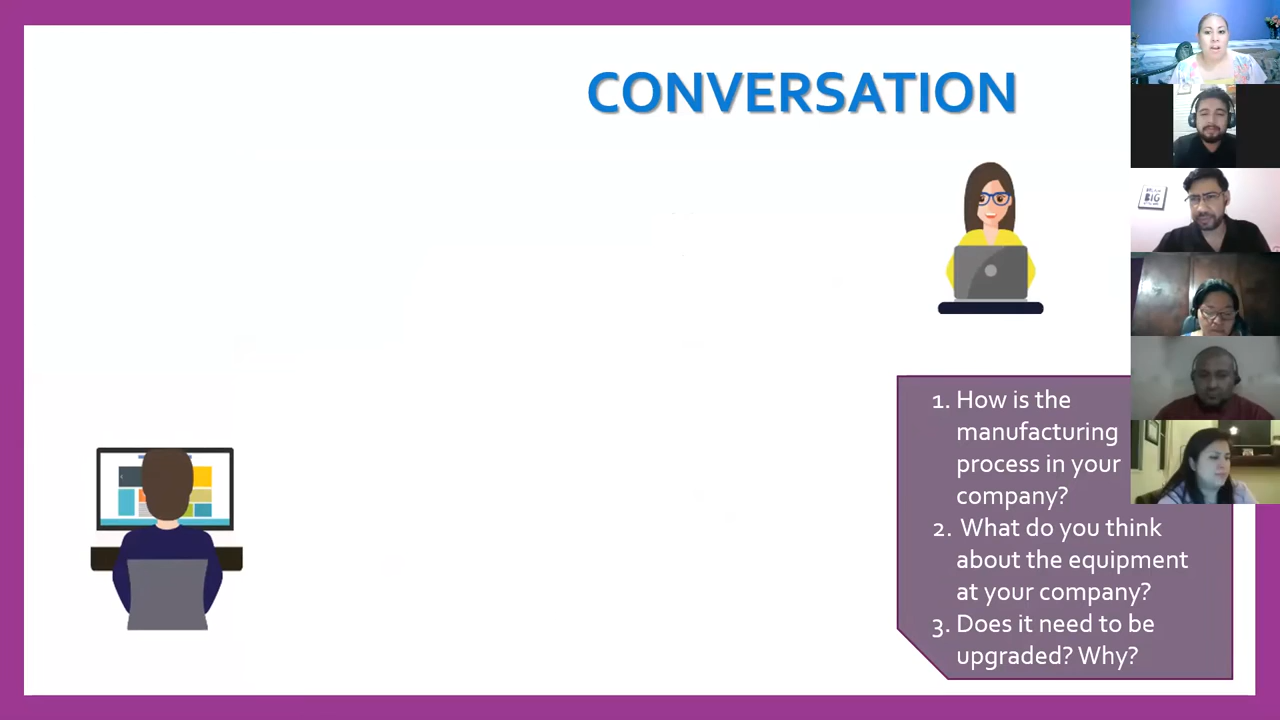 CONVERSATION
BIG
1. How is the
manufacturing
process in your
company?
2. What do you think
about the equipment
at your company?
3. Does it need to be
upgraded? Why?